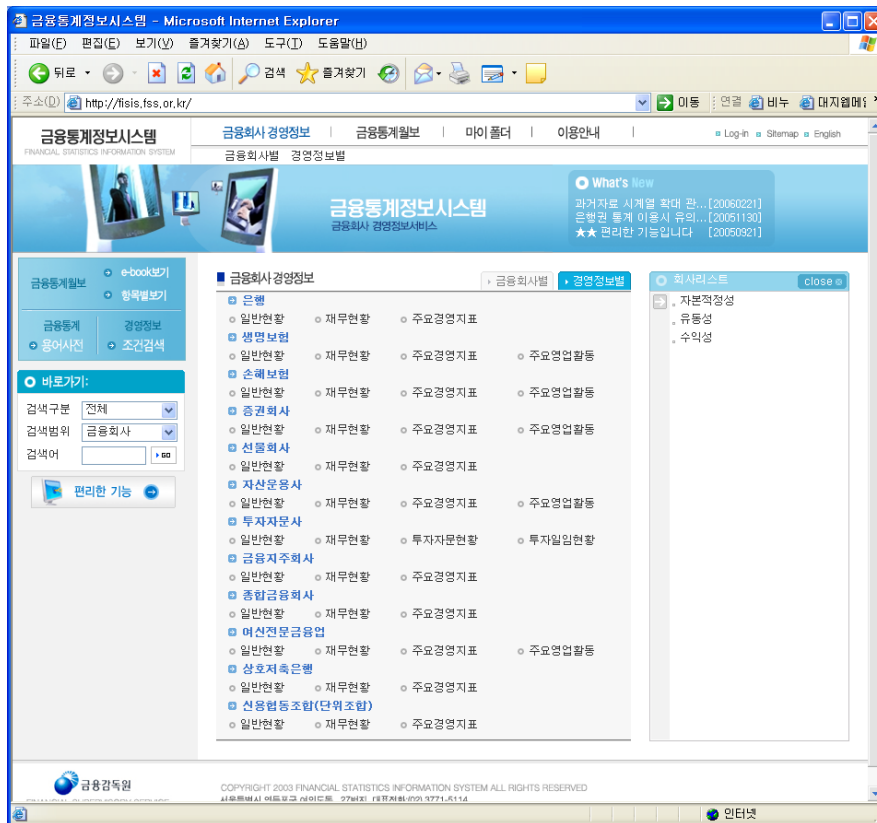 금융통계정보시스템 - Microsoft Internet Explorer
파일(F) 편집(E) 보기(V) 즐겨찾기(A) 도구(T) 도움말(H)
뒤로 검색 즐겨찾기
주소(D) http://fisis.fss.or.kr/ 이동 연결 비누
금융통계정보시스템 금융회사 경영정보 금융통계월보 마이 폴더 이용안내 Log-in Sitemap English
FINANCIAL STATISTICS INFORMATION SYSTEM
금융회사별 경영정보별
What's New
금융통계정보시스템
금융회사 경영정보서비스
과거자료 시계열 확대 판...[20060221]
은행권 통계 이용시 유의...[20051130]
★★ 편리한 기능입니다 [20050921]
금융통계월보
e-book보기
항목별보기
금융통계 경영정보
용어사전 조건검색
바로가기:
검색구분 전체
검색범위 금융회사
검색어 GO
편리한 기능
금융회사 경영정보 금융회사별 경영정보별
은행
일반현황 재무현황 주요경영지표
생명보험
일반현황 재무현황 주요경영지표 주요영업활동
손해보험
일반현황 재무현황 주요경영지표 주요영업활동
증권회사
일반현황 재무현황 주요경영지표 주요영업활동
선물회사
일반현황 재무현황 주요경영지표
자산운용사
일반현황 재무현황 주요경영지표 주요영업활동
투자자문사
일반현황 재무현황 투자자문현황 투자일임현황
금융지주회사
일반현황 재무현황 주요경영지표
종합금융회사
일반현황 재무현황 주요경영지표
여신전문금융업
일반현황 재무현황 주요경영지표 주요영업활동
상호저축은행
일반현황 재무현황 주요경영지표
신용협동조합(단위조합)
일반현황 재무현황 주요경영지표
회사리스트 close
자본적정성
유동성
수익성
금융감독원
COPYRIGHT 2003 FINANCIAL STATISTICS INFORMATION SYSTEM ALL RIGHTS RESERVED
인터넷